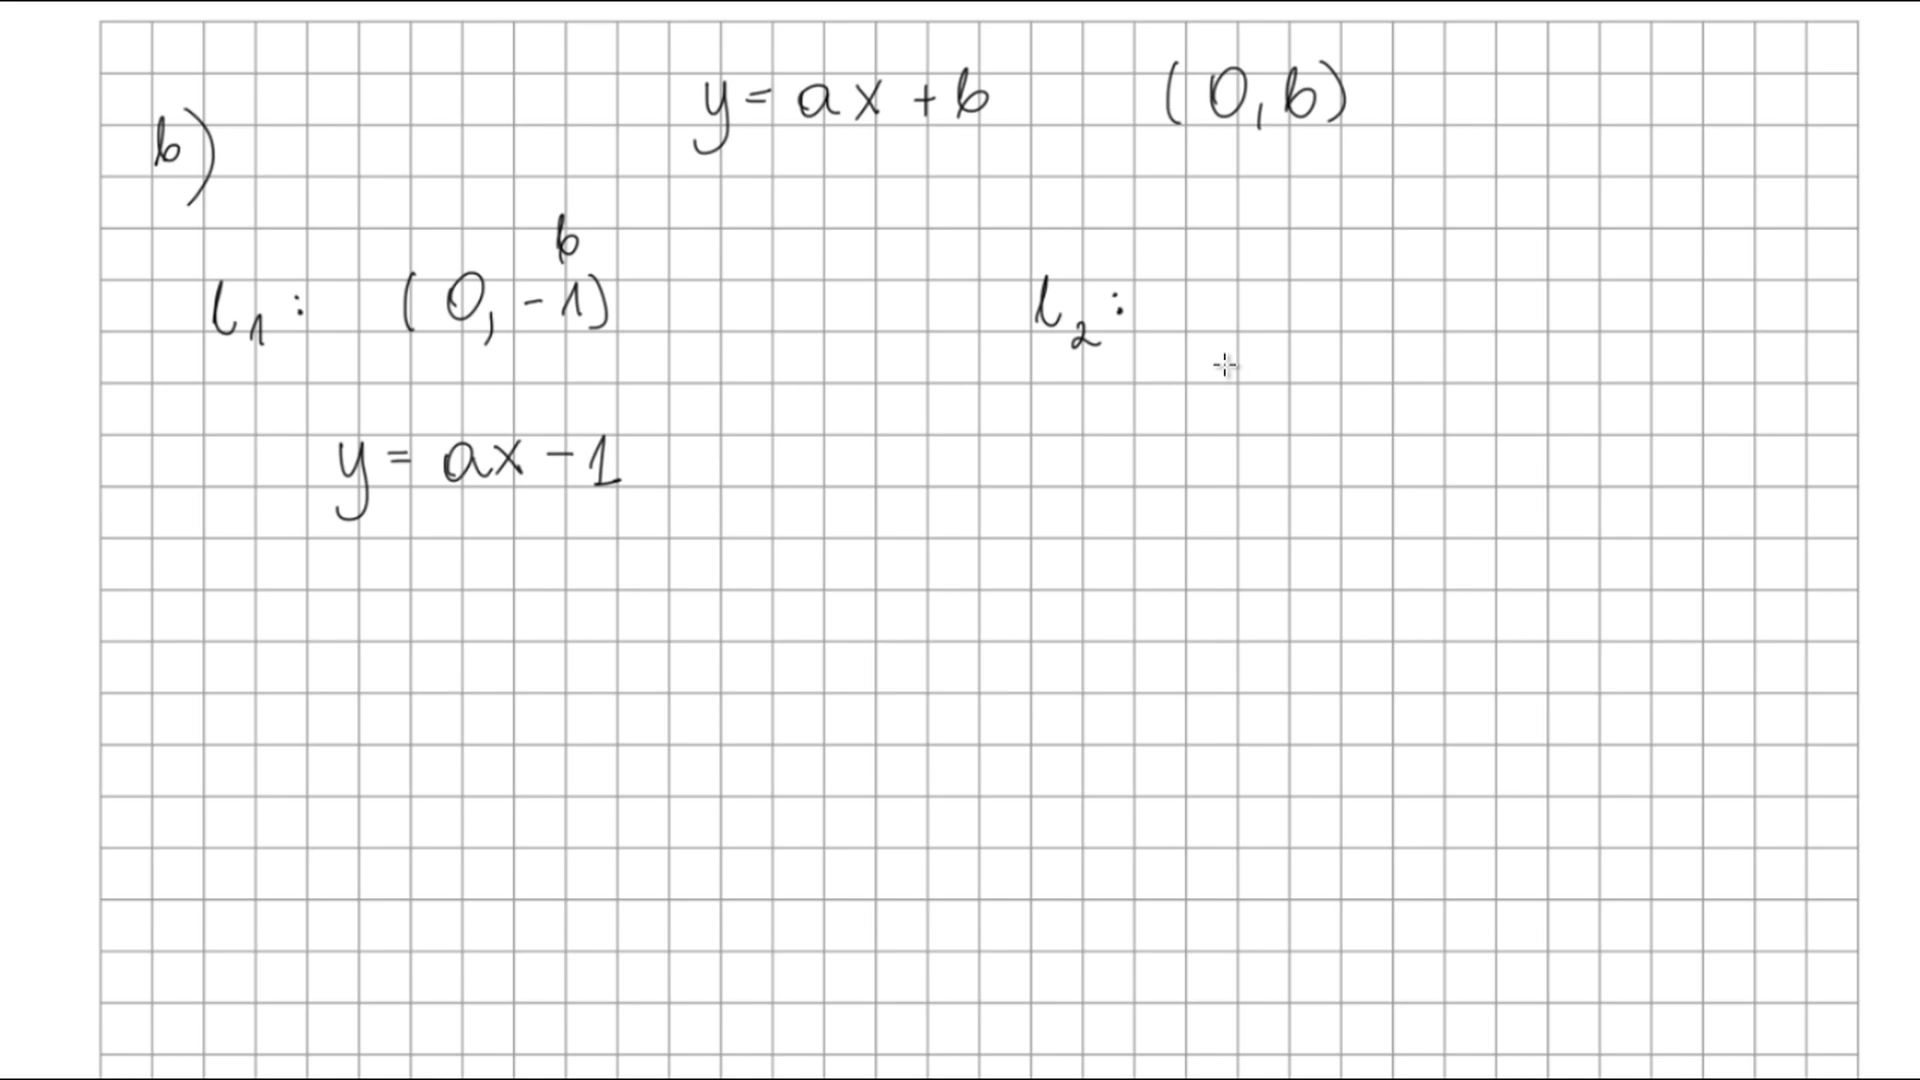 y = ax + b (0, b)
b)
b
l₁: (0, -1) l₂:
y = ax - 1